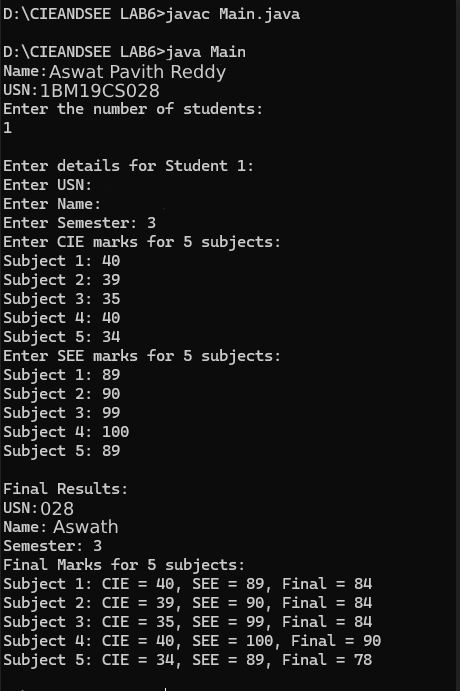 D:\CIEANDSEE LAB6>javac Main.java
D:\CIEANDSEE LAB6>java Main
Name:Aswat Pavith Reddy
USN:1BM19CS028
Enter the number of students:
1
Enter details for Student 1:
Enter USN:
Enter Name:
Enter Semester: 3
Enter CIE marks for 5 subjects:
Subject 1: 40
Subject 2: 39
Subject 3: 35
Subject 4: 40
Subject 5: 34
Enter SEE marks for 5 subjects:
Subject 1: 89
Subject 2: 90
Subject 3: 99
Subject 4: 100
Subject 5: 89
Final Results:
USN:028
Name: Aswath
Semester: 3
Final Marks for 5 subjects:
Subject 1: CIE = 40, SEE = 89, Final = 84
Subject 2: CIE = 39, SEE = 90, Final = 84
Subject 3: CIE = 35, SEE = 99, Final = 84
Subject 4: CIE = 40, SEE = 100, Final = 90
Subject 5: CIE = 34, SEE = 89, Final = 78